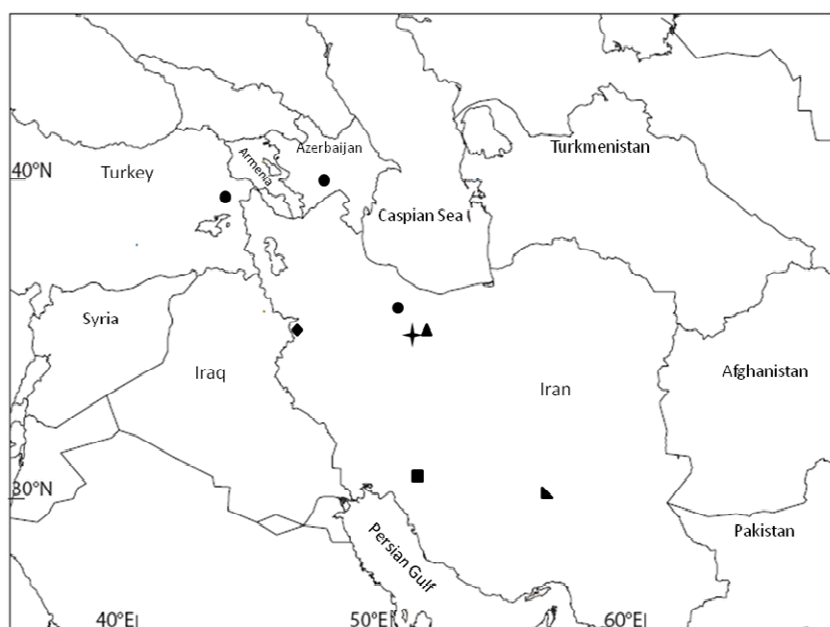 Azerbaijan
Turkmenistan
Armenia
40°N
Turkey
Caspian Sea
Syria
Iraq
Iran
Afghanistan
30°N
Pakistan
Persian Gulf
40°E
50°E
60°E